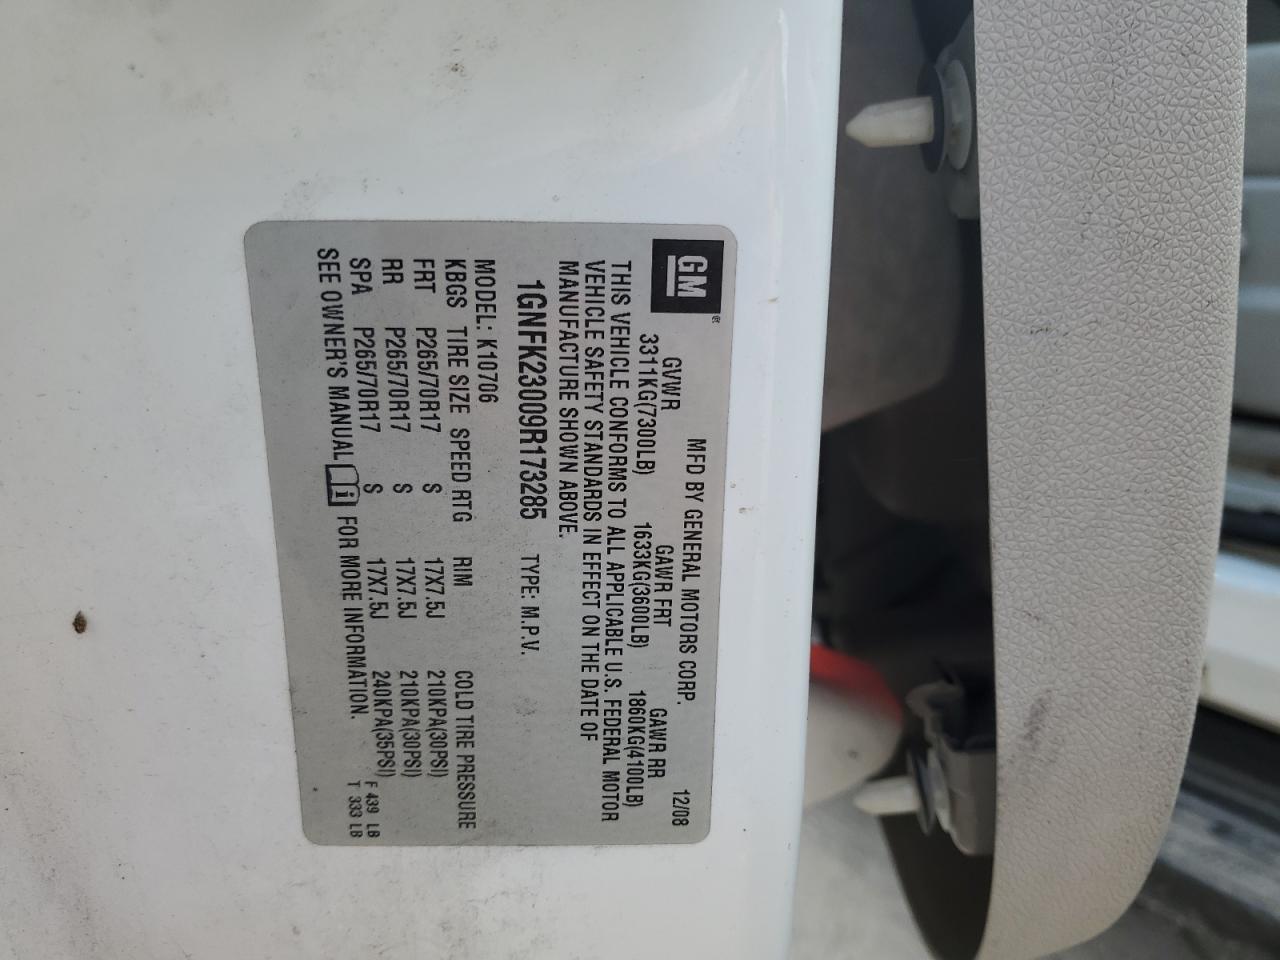 GM®
MFD BY GENERAL MOTORS CORP. 12/08
GVWR GAWR FRT GAWR RR
3311KG(7300LB) 1633KG(3600LB) 1860KG(4100LB)
THIS VEHICLE CONFORMS TO ALL APPLICABLE U.S. FEDERAL MOTOR
VEHICLE SAFETY STANDARDS IN EFFECT ON THE DATE OF
MANUFACTURE SHOWN ABOVE.
1GNFK23009R173285 TYPE: M.P.V.
MODEL: K10706
KBGS TIRE SIZE SPEED RTG RIM COLD TIRE PRESSURE
FRT P265/70R17 S 17X7.5J 210KPA(30PSI)
RR P265/70R17 S 17X7.5J 210KPA(30PSI)
SPA P265/70R17 S 17X7.5J 240KPA(35PSI)
SEE OWNER'S MANUAL i FOR MORE INFORMATION.
F 439 LB
T 333 LB